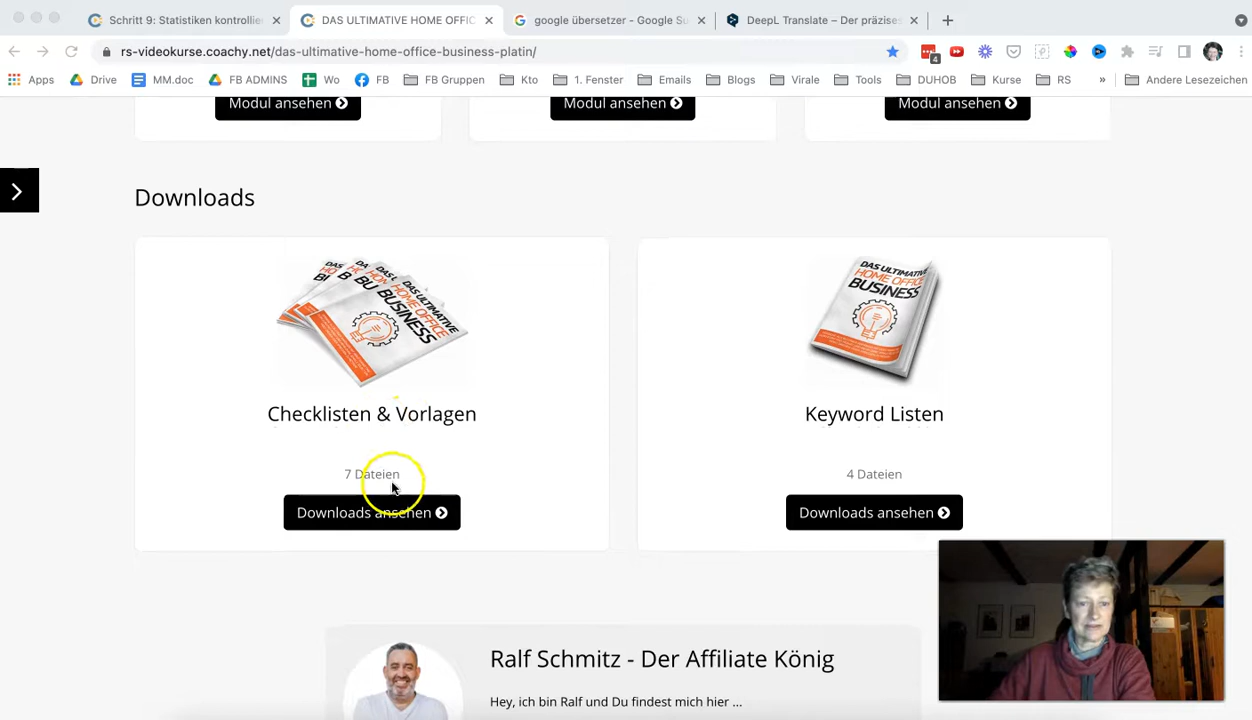 Schritt 9: Statistiken kontrollie
DAS ULTIMATIVE HOME OFFIC
google übersetzer - Google Su
DeepL Translate – Der präzises
rs-videokurse.coachy.net/das-ultimative-home-office-business-platin/
4
Apps Drive MM.doc FB ADMINS Wo FB FB Gruppen Kto 1. Fenster Emails Blogs Virale Tools DUHOB Kurse RS » Andere Lesezeichen
Modul ansehen Modul ansehen Modul ansehen
Downloads
DAS ULTIMATIVE
HOME OFFICE
BUSINESS
DAS ULTIMATIVE
HOME OFFICE
BUSINESS
Checklisten & Vorlagen
7 Dateien
Downloads ansehen
Keyword Listen
4 Dateien
Downloads ansehen
Ralf Schmitz - Der Affiliate König
Hey, ich bin Ralf und Du findest mich hier ...